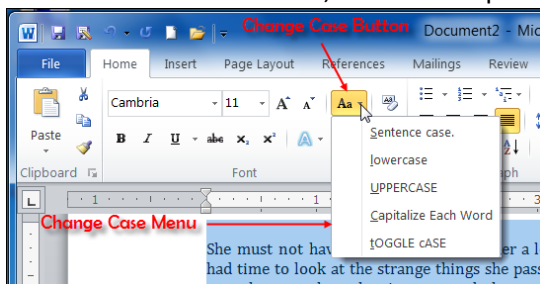 Change Case Button
Document2 - Mic
File Home Insert Page Layout References Mailings Review
Cambria 11 A A Aa
Paste
B I U abc x₂ x² A
Clipboard Font
Sentence case.
lowercase
UPPERCASE
Capitalize Each Word
tOGGLE cASE
Change Case Menu
She must not
had time to look at the strange things she pass